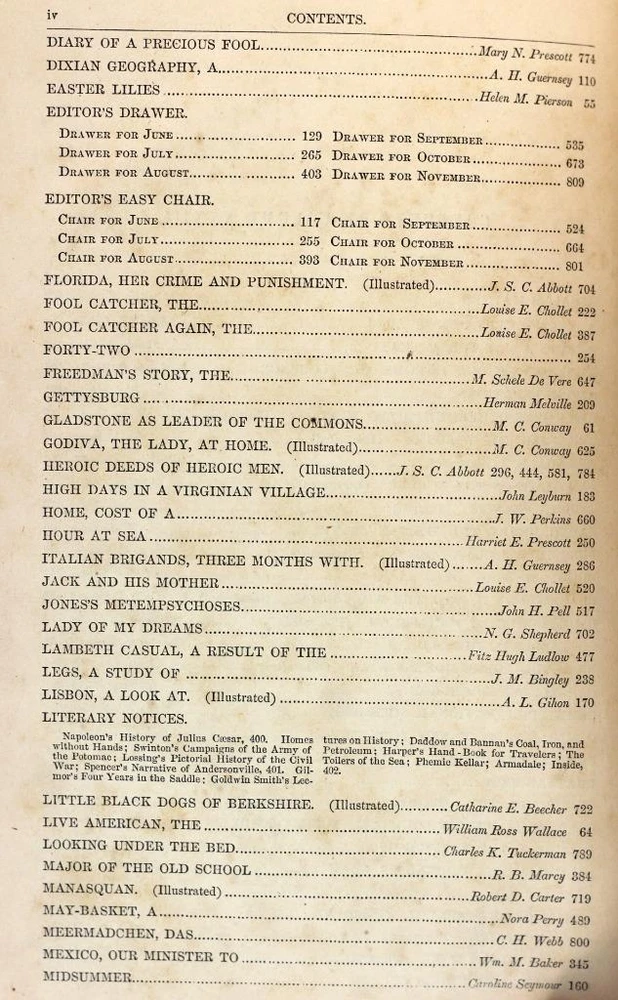 iv CONTENTS.
DIARY OF A PRECIOUS FOOL...Mary N. Prescott 774
DIXIAN GEOGRAPHY, A...A. H. Guernsey 110
EASTER LILIES...Helen M. Pierson 55
EDITOR'S DRAWER.
DRAWER FOR JUNE...129 DRAWER FOR SEPTEMBER...535
DRAWER FOR JULY...265 DRAWER FOR OCTOBER...673
DRAWER FOR AUGUST...403 DRAWER FOR NOVEMBER...809
EDITOR'S EASY CHAIR.
CHAIR FOR JUNE...117 CHAIR FOR SEPTEMBER...524
CHAIR FOR JULY...255 CHAIR FOR OCTOBER...664
CHAIR FOR AUGUST...393 CHAIR FOR NOVEMBER...801
FLORIDA, HER CRIME AND PUNISHMENT. (Illustrated)...J. S. C. Abbott 704
FOOL CATCHER, THE...Louise E. Chollet 222
FOOL CATCHER AGAIN, THE...Louise E. Chollet 387
FORTY-TWO...254
FREEDMAN'S STORY, THE...M. Schele De Vere 647
GETTYSBURG...Herman Melville 209
GLADSTONE AS LEADER OF THE COMMONS...M. C. Conway 61
GODIVA, THE LADY, AT HOME. (Illustrated)...M. C. Conway 625
HEROIC DEEDS OF HEROIC MEN. (Illustrated)...J. S. C. Abbott 296, 444, 581, 784
HIGH DAYS IN A VIRGINIAN VILLAGE...John Leyburn 183
HOME, COST OF A...J. W. Perkins 660
HOUR AT SEA...Harriet E. Prescott 250
ITALIAN BRIGANDS, THREE MONTHS WITH. (Illustrated)...A. H. Guernsey 286
JACK AND HIS MOTHER...Louise E. Chollet 520
JONES'S METEMPSYCHOSES...John H. Pell 517
LADY OF MY DREAMS...N. G. Shepherd 702
LAMBETH CASUAL, A RESULT OF THE...Fitz Hugh Ludlow 477
LEGS, A STUDY OF...J. M. Bingley 238
LISBON, A LOOK AT. (Illustrated)...A. L. Gihon 170
LITERARY NOTICES.
Napoleon's History of Julius Cæsar, 400. Homes
without Hands; Swinton's Campaigns of the Army of
the Potomac; Lossing's Pictorial History of the Civil
War; Spencer's Narrative of Andersonville, 401. Gil-
mor's Four Years in the Saddle; Goldwin Smith's Lec-
tures on History; Daddow and Bannan's Coal, Iron, and
Petroleum; Harper's Hand-Book for Travelers; The
Tollers of the Sea; Phemie Kellar; Armadale; Inside,
402.
LITTLE BLACK DOGS OF BERKSHIRE. (Illustrated)...Catharine E. Beecher 722
LIVE AMERICAN, THE...William Ross Wallace 64
LOOKING UNDER THE BED...Charles K. Tuckerman 789
MAJOR OF THE OLD SCHOOL...R. B. Marcy 384
MANASQUAN. (Illustrated)...Robert D. Carter 719
MAY-BASKET, A...Nora Perry 489
MEERMADCHEN, DAS...C. H. Webb 800
MEXICO, OUR MINISTER TO...Wm. M. Baker 345
MIDSUMMER...Caroline Seymour 160